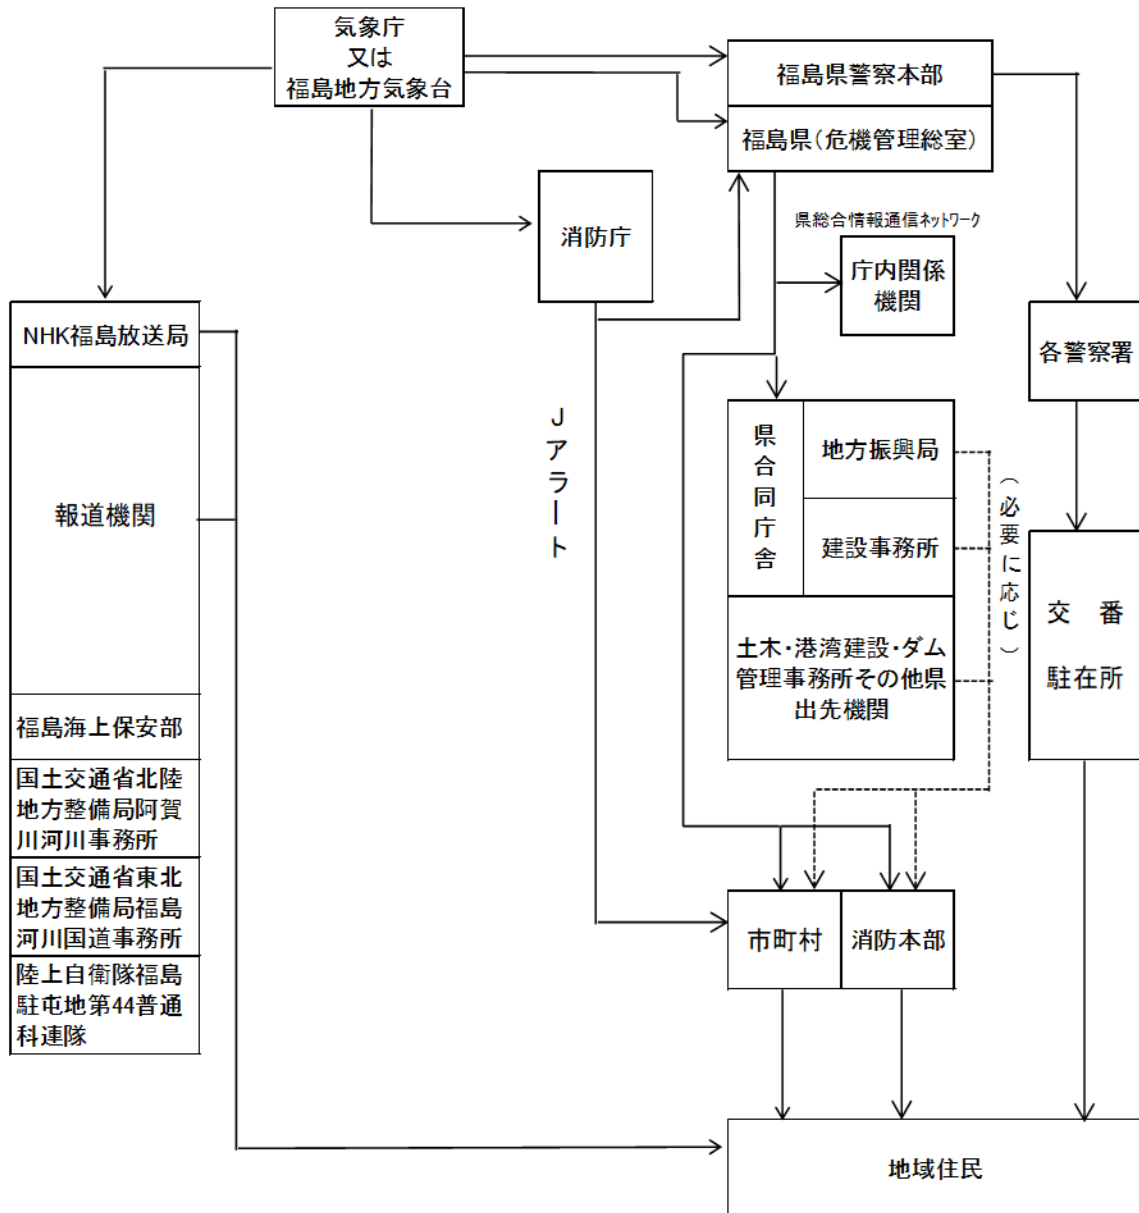 気象庁
又は
福島地方気象台
福島県警察本部
福島県(危機管理総室)
消防庁
県総合情報通信ネットワーク
庁内関係
機関
NHK福島放送局
各警察署
報道機関
Jアラート
県合同庁舎
地方振興局
建設事務所
(必要に応じ)
土木・港湾建設・ダム
管理事務所その他県
出先機関
交 番
駐在所
福島海上保安部
国土交通省北陸
地方整備局阿賀
川河川事務所
国土交通省東北
地方整備局福島
河川国道事務所
陸上自衛隊福島
駐屯地第44普通
科連隊
市町村
消防本部
地域住民